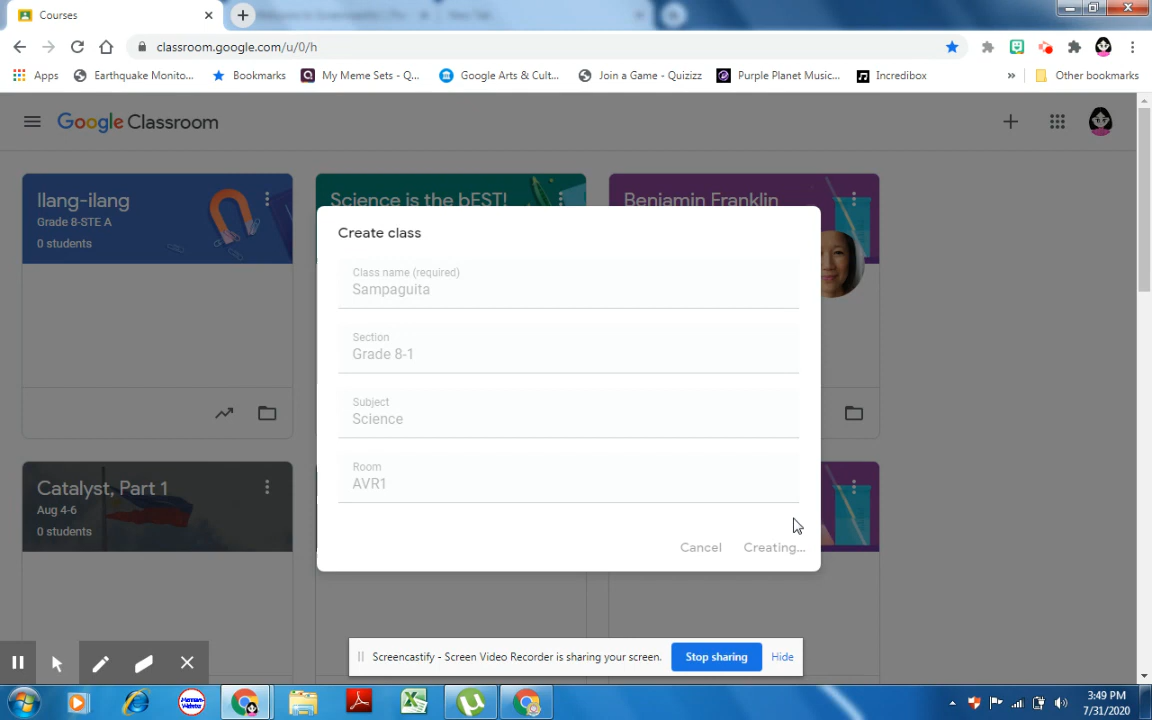 Courses
classroom.google.com/u/0/h
Apps
Earthquake Monito...
Bookmarks
My Meme Sets - Q...
Google Arts & Cult...
Join a Game - Quizizz
Purple Planet Music...
Incredibox
»
Other bookmarks
Google Classroom
Ilang-ilang
Grade 8-STE A
0 students
Science is the bEST!
Benjamin Franklin
Create class
Class name (required)
Sampaguita
Section
Grade 8-1
Subject
Science
Room
AVR1
Cancel
Creating...
Catalyst, Part 1
Aug 4-6
0 students
Screencastify - Screen Video Recorder is sharing your screen.
Stop sharing
Hide
3:49 PM
7/31/2020